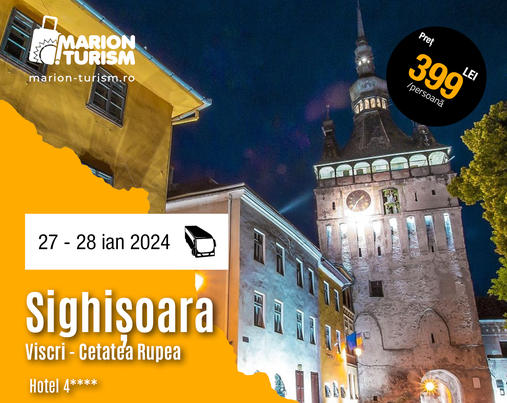 MARION
TURISM
marion-turism.ro
Preț
399 LEI
/persoană
27 - 28 ian 2024
Sighișoara
Viscri - Cetatea Rupea
Hotel 4****